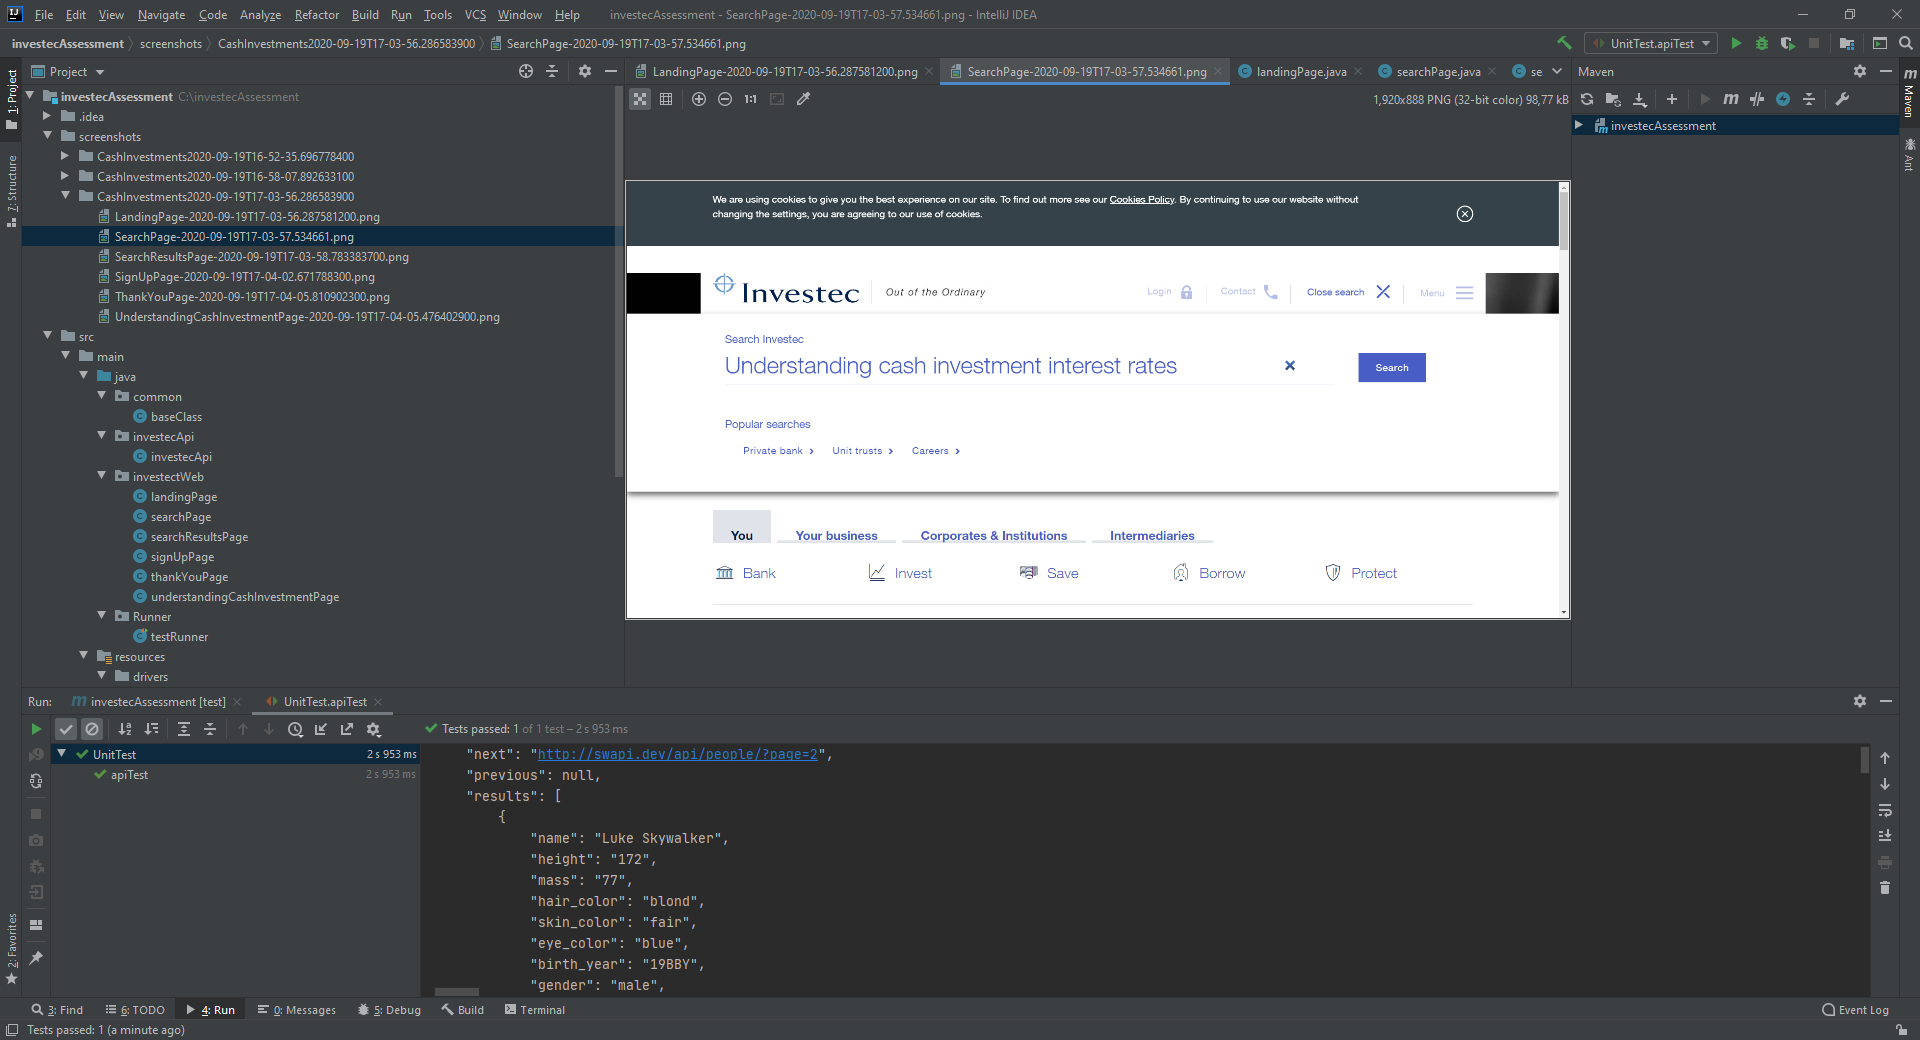 File Edit View Navigate Code Analyze Refactor Build Run Tools VCS Window Help investecAssessment - SearchPage-2020-09-19T17-03-57.534661.png - IntelliJ IDEA
investecAssessment screenshots CashInvestments2020-09-19T17-03-56.286583900 SearchPage-2020-09-19T17-03-57.534661.png UnitTest.apiTest
Project
LandingPage-2020-09-19T17-03-56.287581200.png SearchPage-2020-09-19T17-03-57.534661.png landingPage.java searchPage.java se Maven
1: Project
7: Structure
2: Favorites
investecAssessment C:\investecAssessment
.idea
screenshots
CashInvestments2020-09-19T16-52-35.696778400
CashInvestments2020-09-19T16-58-07.892633100
CashInvestments2020-09-19T17-03-56.286583900
LandingPage-2020-09-19T17-03-56.287581200.png
SearchPage-2020-09-19T17-03-57.534661.png
SearchResultsPage-2020-09-19T17-03-58.783383700.png
SignUpPage-2020-09-19T17-04-02.671788300.png
ThankYouPage-2020-09-19T17-04-05.810902300.png
UnderstandingCashInvestmentPage-2020-09-19T17-04-05.476402900.png
src
main
java
common
baseClass
investecApi
investecApi
investectWeb
landingPage
searchPage
searchResultsPage
signUpPage
thankYouPage
understandingCashInvestmentPage
Runner
testRunner
resources
drivers
1:1 1,920x888 PNG (32-bit color) 98,77 kB
We are using cookies to give you the best experience on our site. To find out more see our Cookies Policy. By continuing to use our website without
changing the settings, you are agreeing to our use of cookies.
Investec Out of the Ordinary Login Contact Close search Menu
Search Investec
Understanding cash investment interest rates
Search
Popular searches
Private bank Unit trusts Careers
You Your business Corporates & Institutions Intermediaries
Bank Invest Save Borrow Protect
m
investecAssessment
m
Maven
Ant
Run: investecAssessment [test] UnitTest.apiTest
Tests passed: 1 of 1 test – 2 s 953 ms
UnitTest 2 s 953 ms
apiTest 2 s 953 ms
"next": "http://swapi.dev/api/people/?page=2",
"previous": null,
"results": [
{
"name": "Luke Skywalker",
"height": "172",
"mass": "77",
"hair_color": "blond",
"skin_color": "fair",
"eye_color": "blue",
"birth_year": "19BBY",
"gender": "male",
3: Find 6: TODO 4: Run 0: Messages 5: Debug Build Terminal Event Log
Tests passed: 1 (a minute ago)